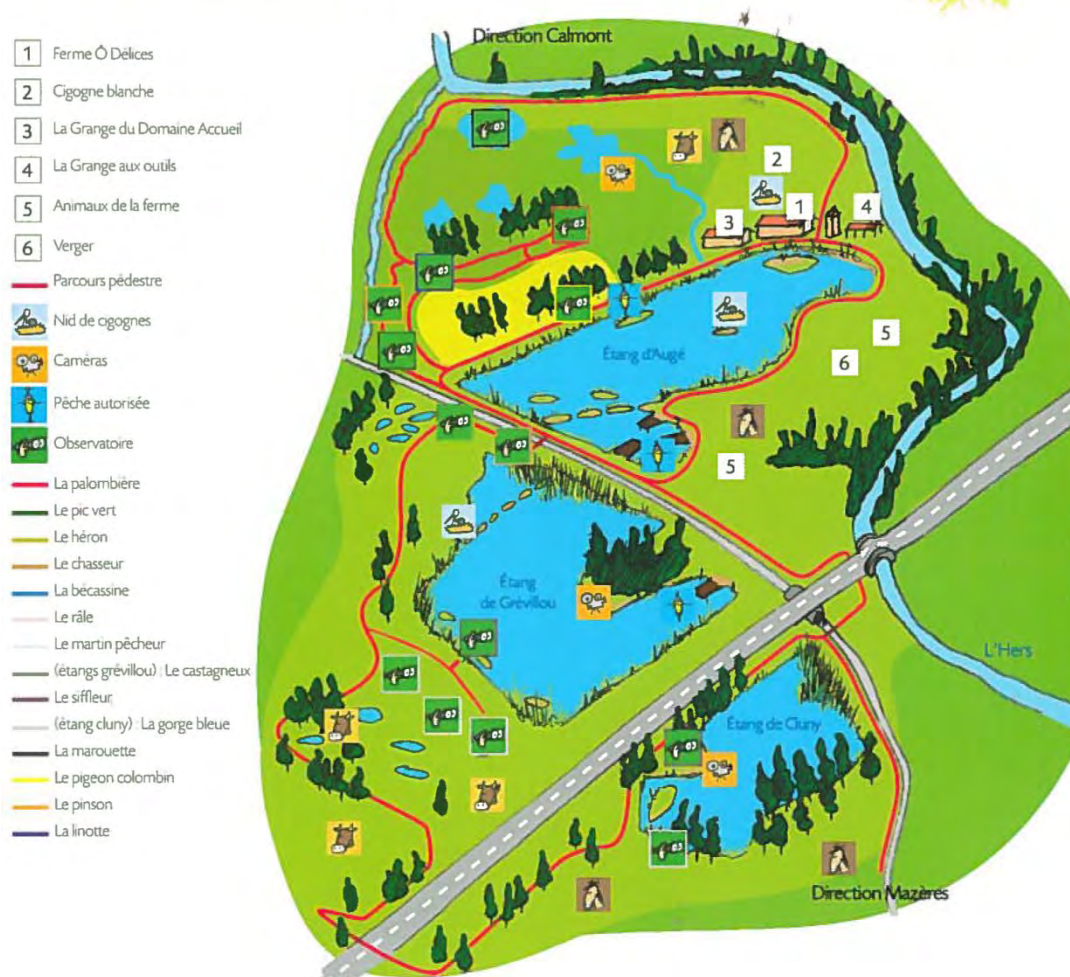 1 Ferme Ô Délices
2 Cigogne blanche
3 La Grange du Domaine Accueil
4 La Grange aux outils
5 Animaux de la ferme
6 Verger
Parcours pédestre
Nid de cigognes
Caméras
Pêche autorisée
Observatoire
La palombière
Le pic vert
Le héron
Le chasseur
La bécassine
Le râle
Le martin pêcheur
(étangs grévillou) : Le castagneux
Le siffleur
(étang cluny) : La gorge bleue
La marouette
Le pigeon colombin
Le pinson
La linotte
Direction Calmont
2
1
3
4
5
6
Étang d'Augé
5
Étang
de Grévillou
L'Hers
Étang de Cluny
Direction Mazères